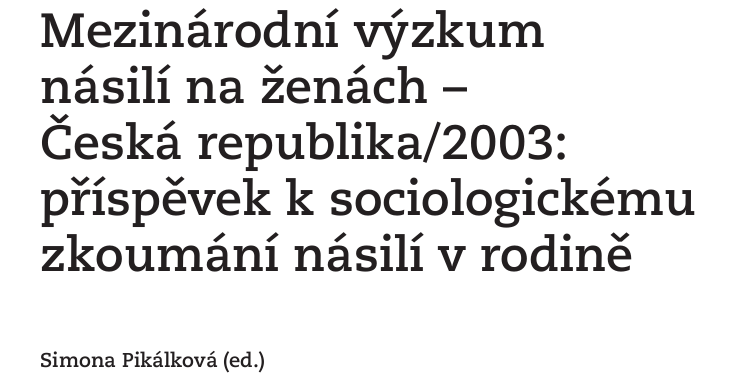 Mezinárodní výzkum
násilí na ženách –
Česká republika/2003:
příspěvek k sociologickému
zkoumání násilí v rodině
Simona Pikálková (ed.)